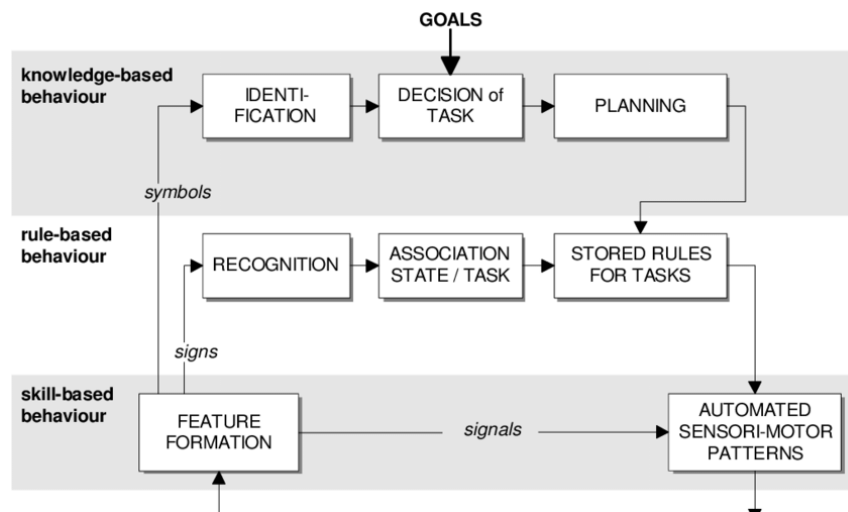 GOALS
knowledge-based
behaviour
IDENTI-
FICATION
DECISION of
TASK
PLANNING
symbols
rule-based
behaviour
RECOGNITION
ASSOCIATION
STATE / TASK
STORED RULES
FOR TASKS
signs
skill-based
behaviour
FEATURE
FORMATION
signals
AUTOMATED
SENSORI-MOTOR
PATTERNS